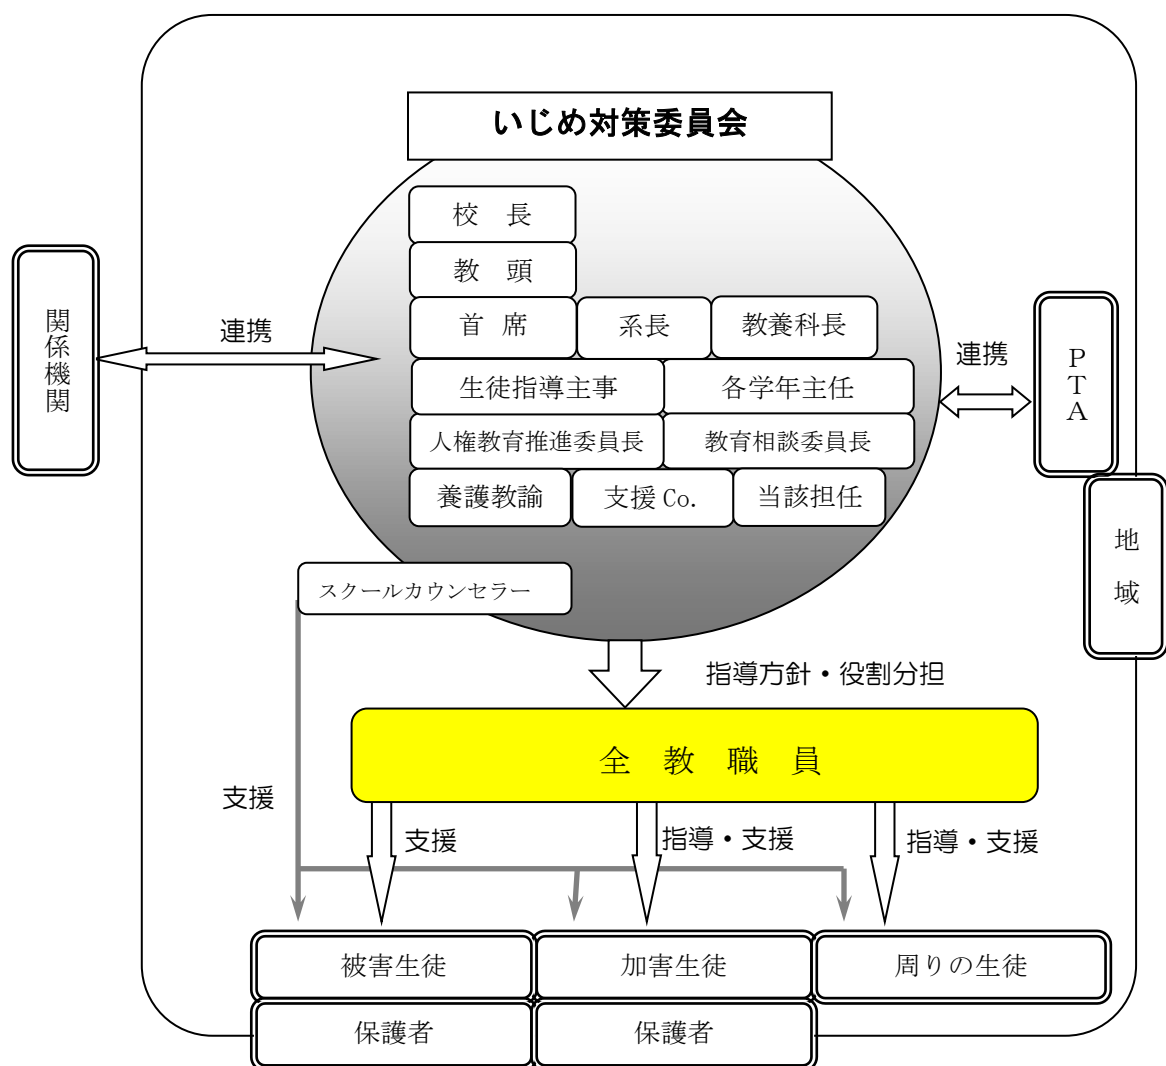 いじめ対策委員会
校　長
教　頭
首　席
系長
教養科長
生徒指導主事
各学年主任
人権教育推進委員長
教育相談委員長
養護教諭
支援 Co.
当該担任
スクールカウンセラー
関係機関
連携
連携
PTA
地域
指導方針・役割分担
全　教　職　員
支援
支援
指導・支援
指導・支援
被害生徒
加害生徒
周りの生徒
保護者
保護者